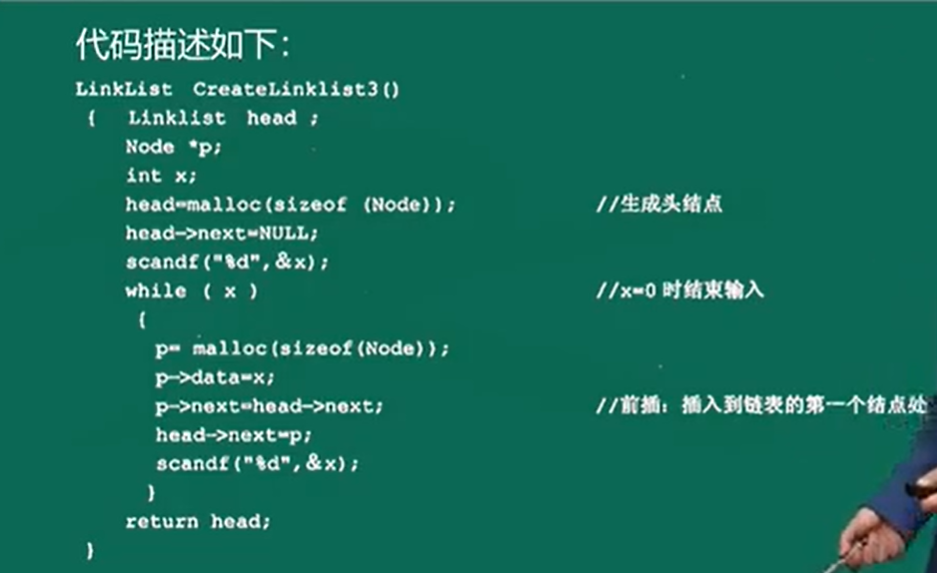 代码描述如下：
LinkList CreateLinklist3()
{ Linklist head ;
Node *p;
int x;
head=malloc(sizeof (Node)); //生成头结点
head->next=NULL;
scandf("%d",&x);
while ( x ) //x=0 时结束输入
{
p= malloc(sizeof(Node));
p->data=x;
p->next=head->next; //前插：插入到链表的第一个结点处
head->next=p;
scandf("%d",&x);
}
return head;
}